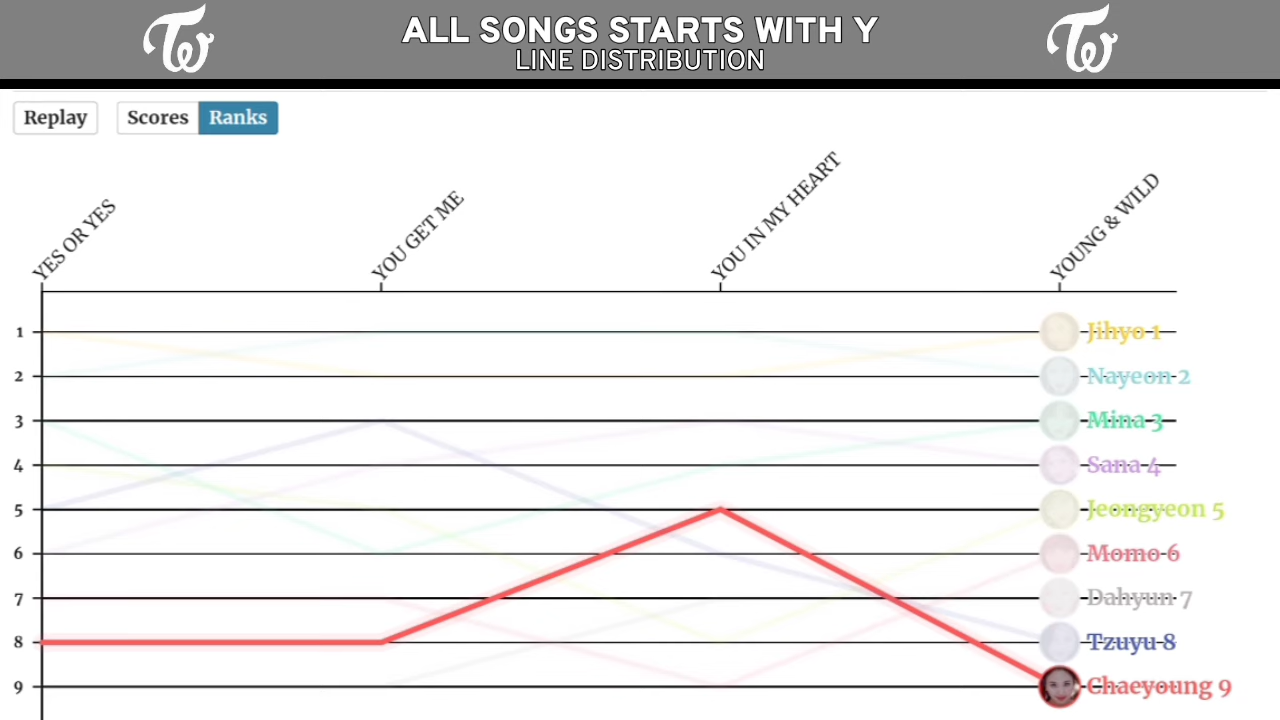 TW
ALL SONGS STARTS WITH Y
LINE DISTRIBUTION
TW
Replay
Scores
Ranks
YES OR YES
YOU GET ME
YOU IN MY HEART
YOUNG & WILD
1
2
3
4
5
6
7
8
9
Jihyo 1
Nayeon 2
Mina 3
Sana 4
Jeongyeon 5
Momo 6
Dahyun 7
Tzuyu 8
Chaeyoung 9